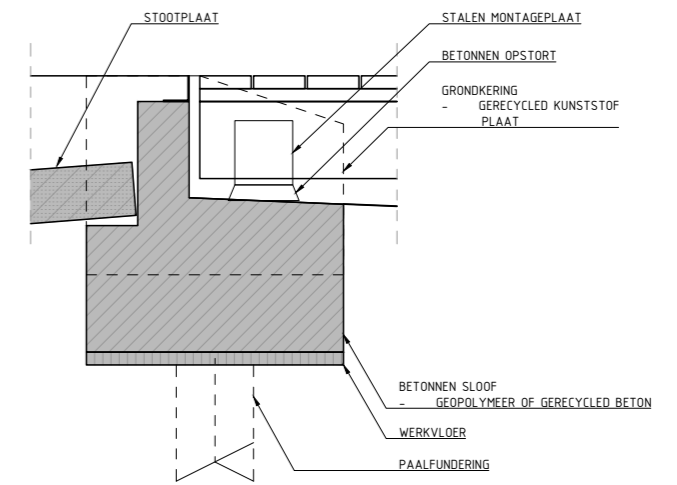 STOOTPLAAT
STALEN MONTAGEPLAAT
BETONNEN OPSTORT
GRONDKERING
- GERECYCLED KUNSTSTOF
PLAAT
BETONNEN SLOOF
- GEOPOLYMEER OF GERECYCLED BETON
WERKVLOER
PAALFUNDERING